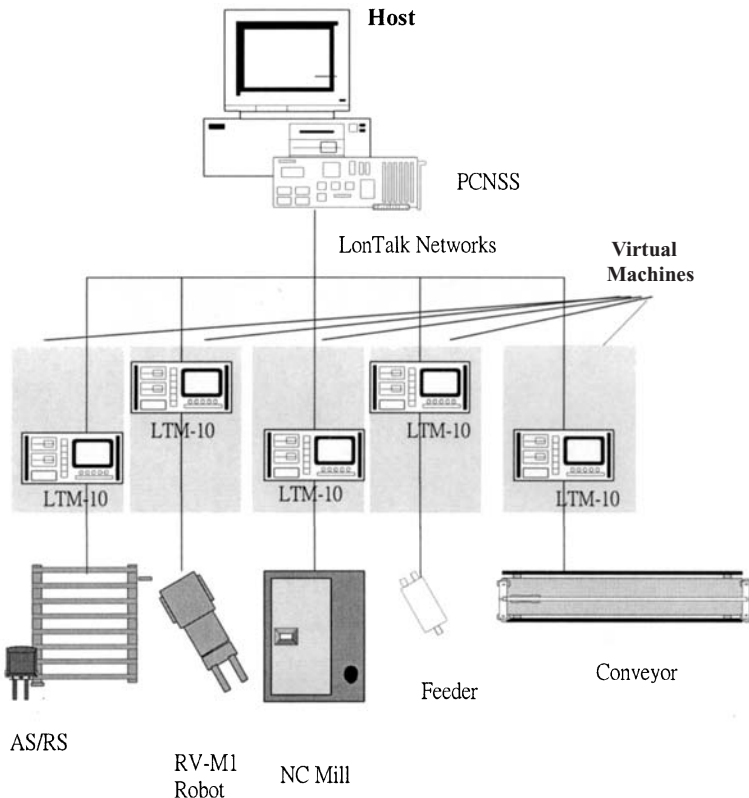 Host
PCNSS
LonTalk Networks
Virtual
Machines
LTM-10
LTM-10
LTM-10
LTM-10
LTM-10
AS/RS
RV-M1
Robot
NC Mill
Feeder
Conveyor